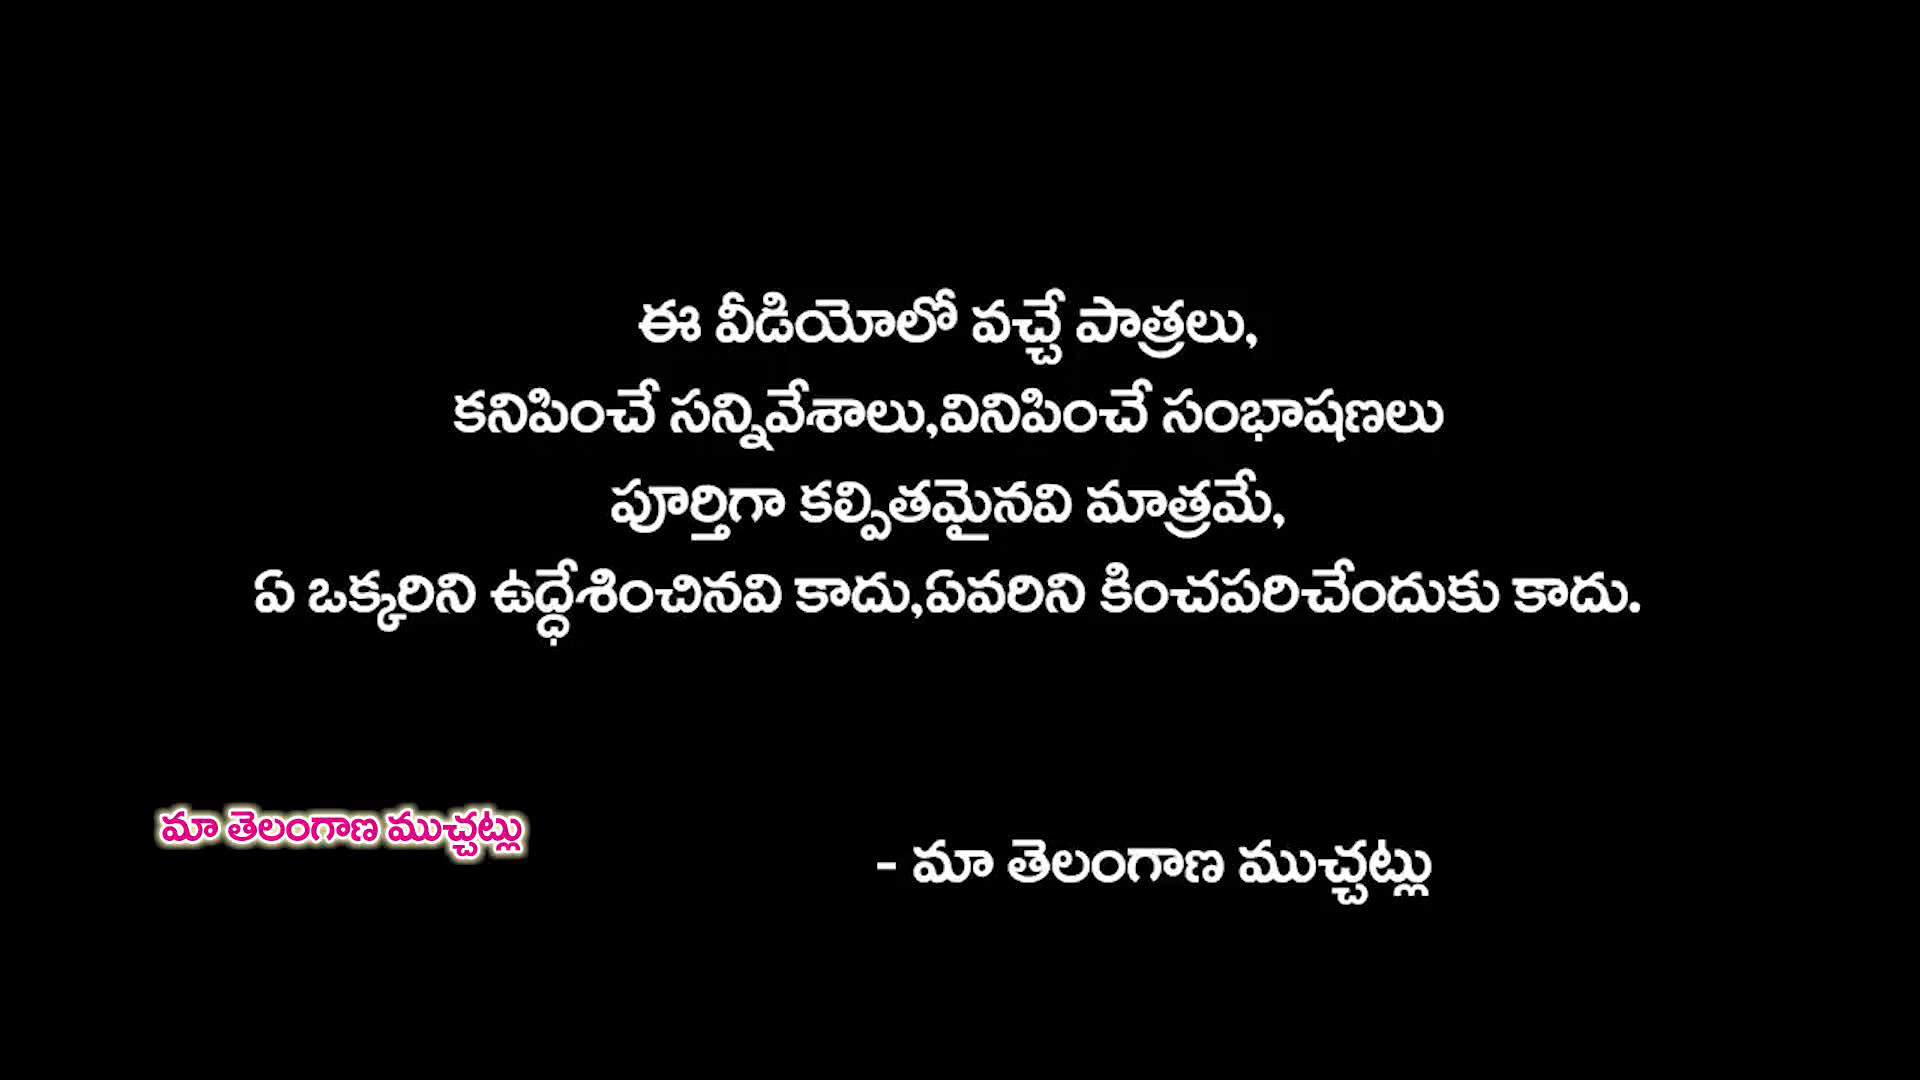 ఈ వీడియోలో వచ్చే పాత్రలు,
కనిపించే సన్నివేశాలు,వినిపించే సంభాషణలు
పూర్తిగా కల్పితమైనవి మాత్రమే,
ఏ ఒక్కరిని ఉద్ధేశించినవి కాదు,ఏవరిని కించపరిచేందుకు కాదు.
మా తెలంగాణ ముచ్చట్లు
- మా తెలంగాణ ముచ్చట్లు